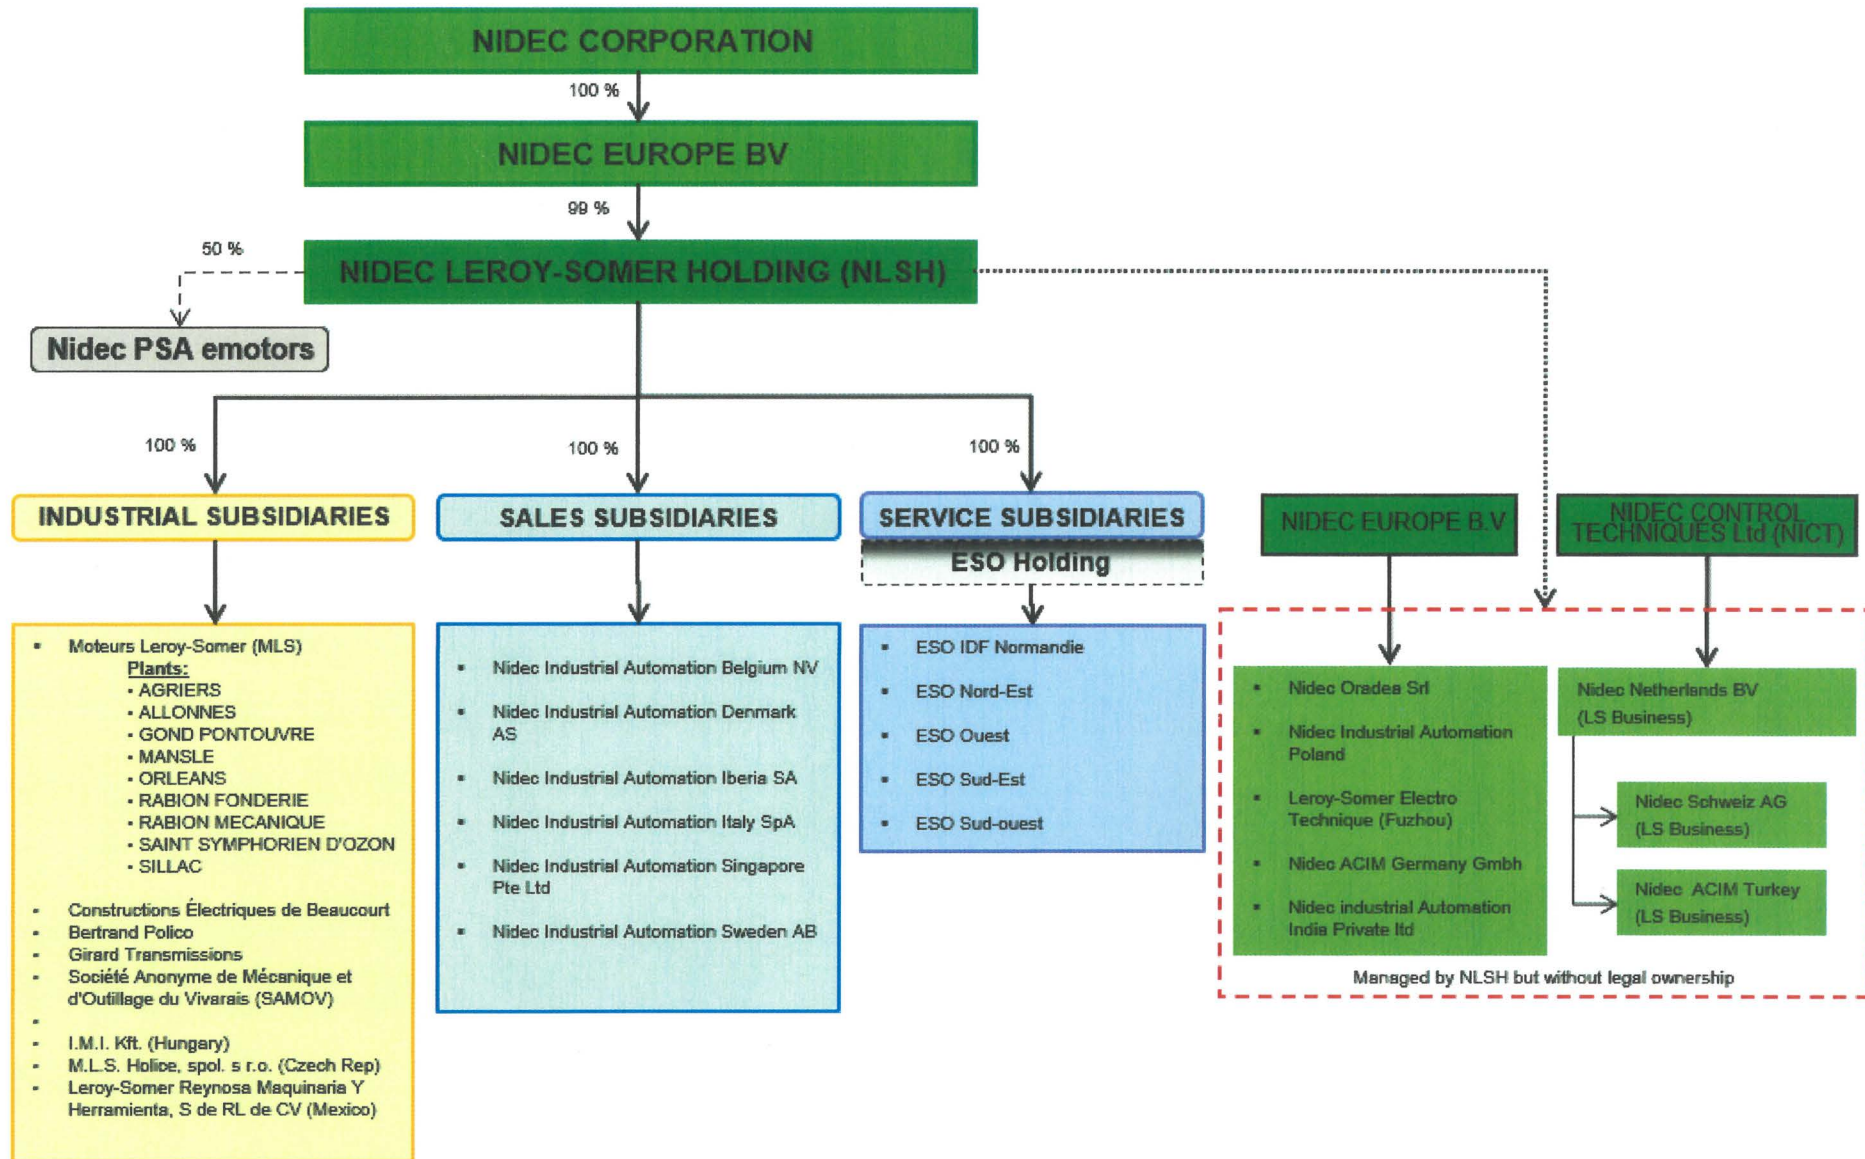 NIDEC CORPORATION
100 %
NIDEC EUROPE BV
99 %
50 %
NIDEC LEROY-SOMER HOLDING (NLSH)
Nidec PSA emotors
100 %
100 %
100 %
INDUSTRIAL SUBSIDIARIES
SALES SUBSIDIARIES
SERVICE SUBSIDIARIES
ESO Holding
NIDEC EUROPE B.V
NIDEC CONTROL
TECHNIQUES Ltd (NICT)
▪ Moteurs Leroy-Somer (MLS)
Plants:
▪ AGRIERS
▪ ALLONNES
▪ GOND PONTOUVRE
▪ MANSLE
▪ ORLEANS
▪ RABION FONDERIE
▪ RABION MECANIQUE
▪ SAINT SYMPHORIEN D'OZON
▪ SILLAC
▪ Constructions Électriques de Beaucourt
▪ Bertrand Polico
▪ Girard Transmissions
▪ Société Anonyme de Mécanique et
d'Outillage du Vivarais (SAMOV)
▪
▪ I.M.I. Kft. (Hungary)
▪ M.L.S. Holice, spol. s r.o. (Czech Rep)
▪ Leroy-Somer Reynosa Maquinaria Y
Herramienta, S de RL de CV (Mexico)
▪ Nidec Industrial Automation Belgium NV
▪ Nidec Industrial Automation Denmark
AS
▪ Nidec Industrial Automation Iberia SA
▪ Nidec Industrial Automation Italy SpA
▪ Nidec Industrial Automation Singapore
Pte Ltd
▪ Nidec Industrial Automation Sweden AB
▪ ESO IDF Normandie
▪ ESO Nord-Est
▪ ESO Ouest
▪ ESO Sud-Est
▪ ESO Sud-ouest
▪ Nidec Oradea Srl
▪ Nidec Industrial Automation
Poland
▪ Leroy-Somer Electro
Technique (Fuzhou)
▪ Nidec ACIM Germany Gmbh
▪ Nidec industrial Automation
India Private ltd
Nidec Netherlands BV
(LS Business)
Nidec Schweiz AG
(LS Business)
Nidec ACIM Turkey
(LS Business)
Managed by NLSH but without legal ownership